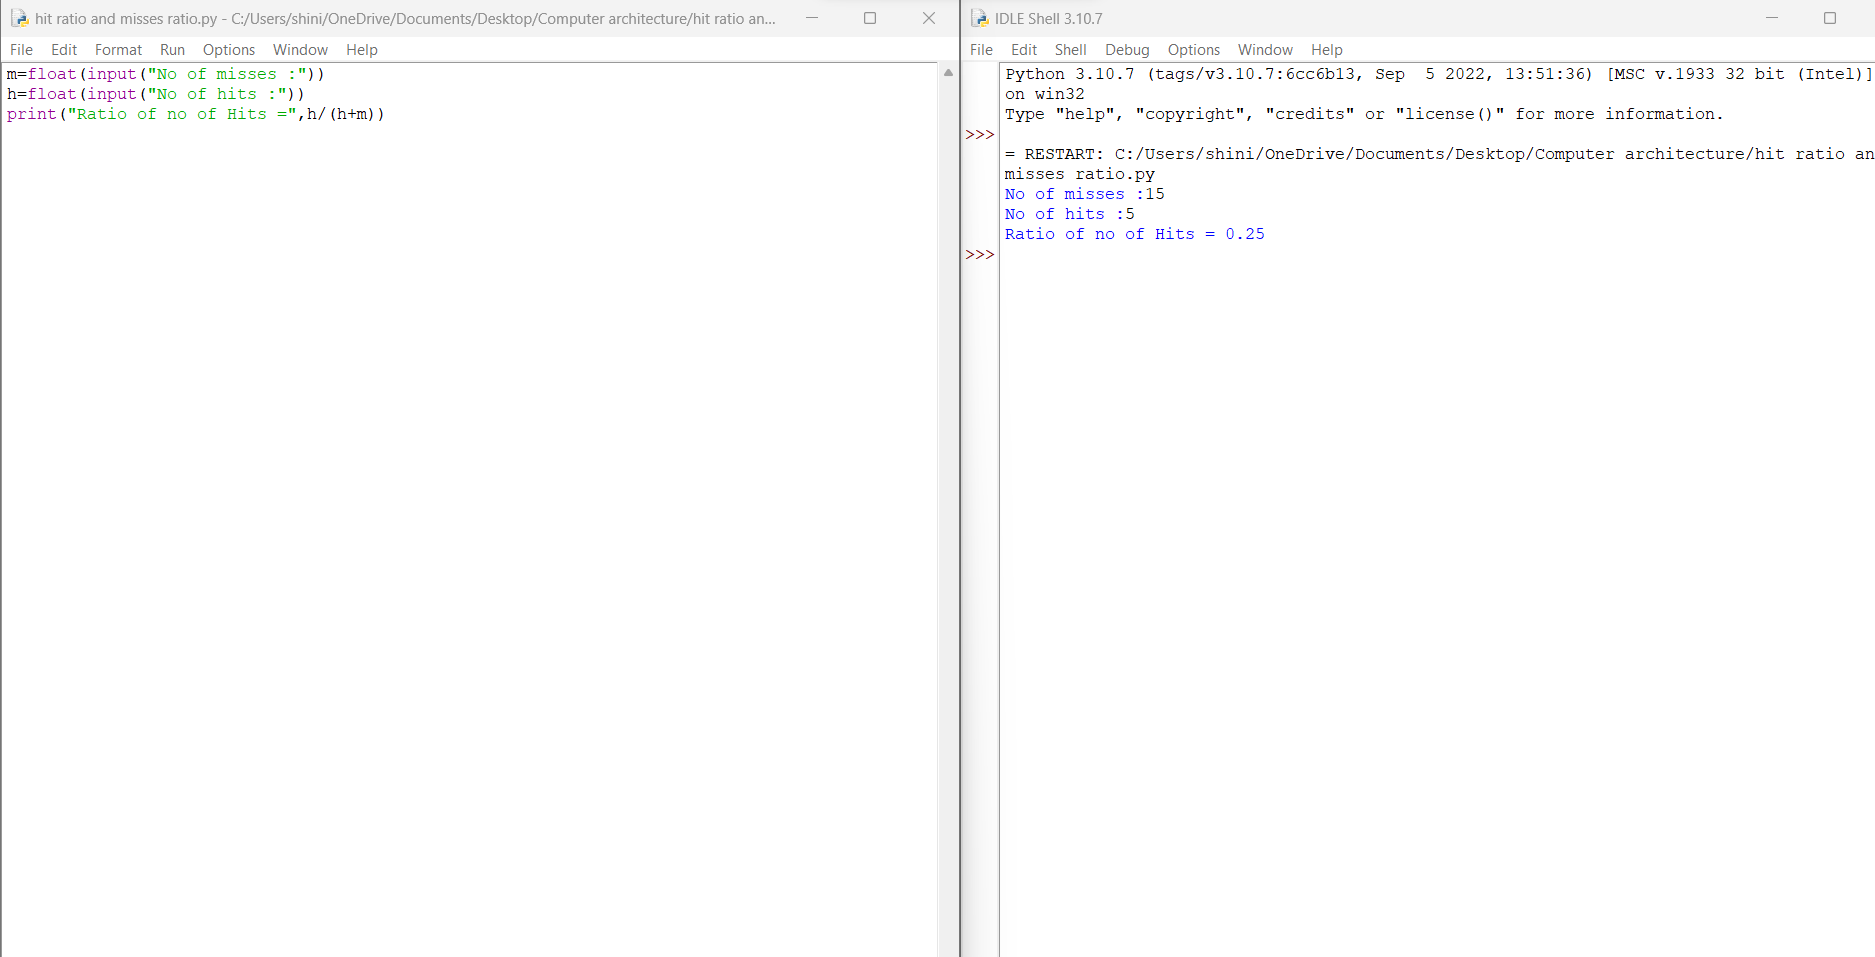 hit ratio and misses ratio.py - C:/Users/shini/OneDrive/Documents/Desktop/Computer architecture/hit ratio an...
File Edit Format Run Options Window Help
m=float(input("No of misses :"))
h=float(input("No of hits :"))
print("Ratio of no of Hits =",h/(h+m))
IDLE Shell 3.10.7
File Edit Shell Debug Options Window Help
Python 3.10.7 (tags/v3.10.7:6cc6b13, Sep  5 2022, 13:51:36) [MSC v.1933 32 bit (Intel)]
on win32
Type "help", "copyright", "credits" or "license()" for more information.
>>>
= RESTART: C:/Users/shini/OneDrive/Documents/Desktop/Computer architecture/hit ratio an
misses ratio.py
No of misses :15
No of hits :5
Ratio of no of Hits = 0.25
>>>